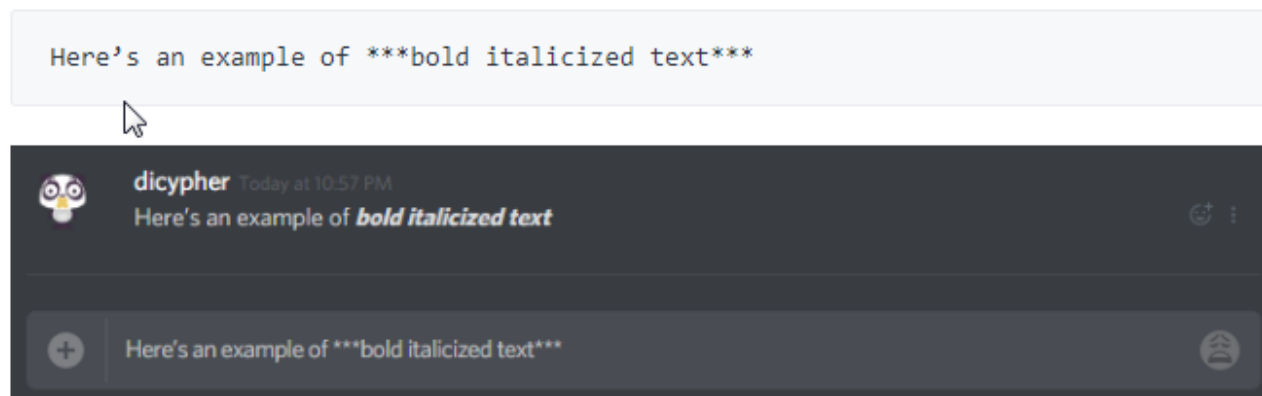 Here’s an example of ***bold italicized text***
dicypher Today at 10:57 PM
Here's an example of bold italicized text
Here's an example of ***bold italicized text***